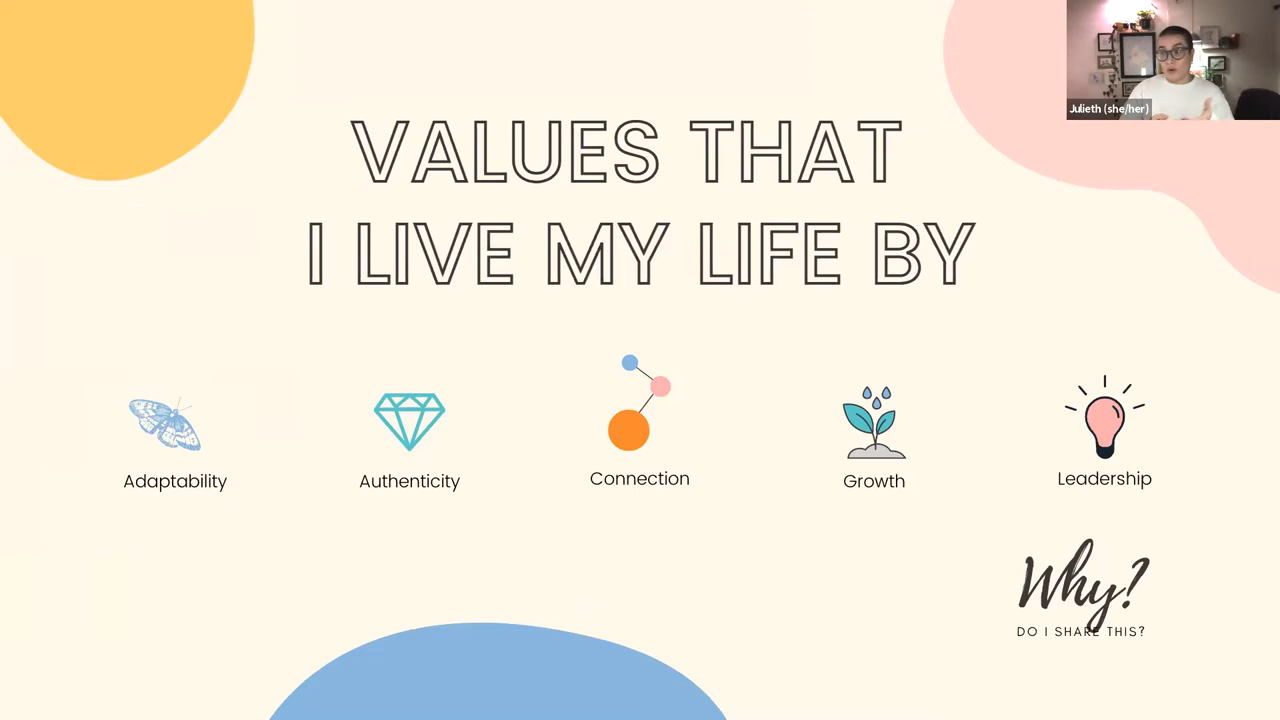 Julieth (she/her)
VALUES THAT
I LIVE MY LIFE BY
Adaptability
Authenticity
Connection
Growth
Leadership
Why?
DO I SHARE THIS?